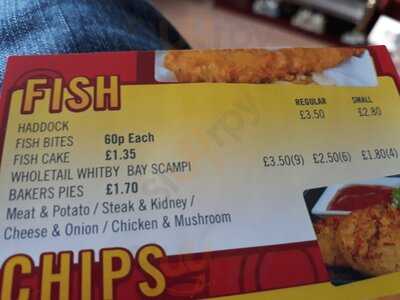 FISH
REGULAR SMALL
HADDOCK £3.50 £2.80
FISH BITES 60p Each
FISH CAKE £1.35
WHOLETAIL WHITBY BAY SCAMPI £3.50(9) £2.50(6) £1.80(4)
BAKERS PIES £1.70
Meat & Potato / Steak & Kidney /
Cheese & Onion / Chicken & Mushroom
CHIPS